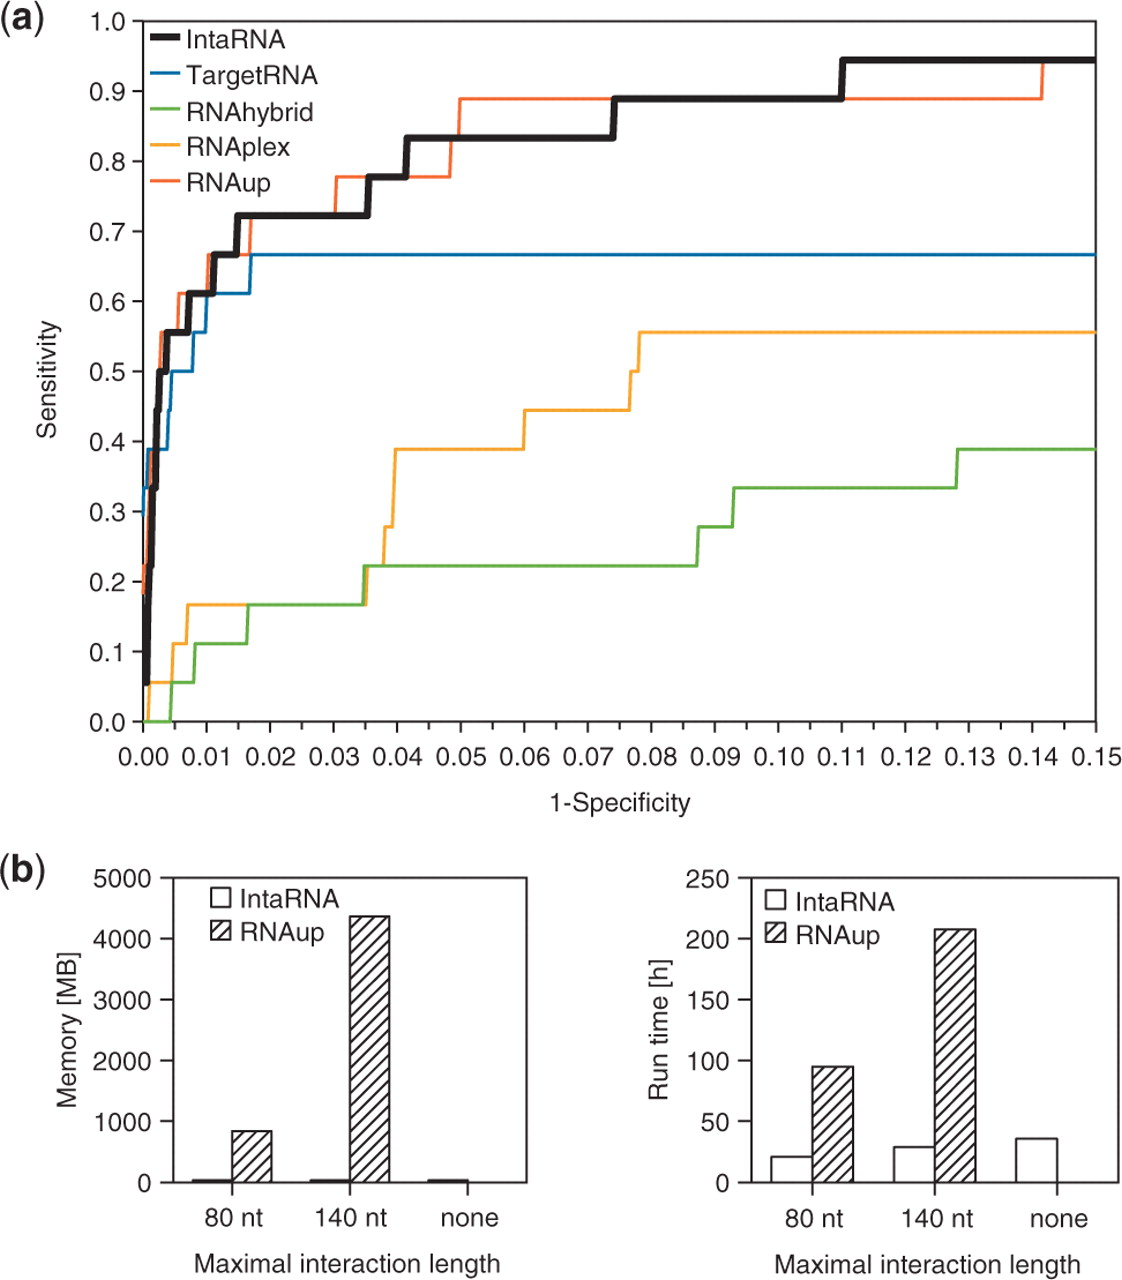 (a)
1.0
0.9
0.8
0.7
0.6
0.5
0.4
0.3
0.2
0.1
0.0
Sensitivity
IntaRNA
TargetRNA
RNAhybrid
RNAplex
RNAup
0.00 0.01 0.02 0.03 0.04 0.05 0.06 0.07 0.08 0.09 0.10 0.11 0.12 0.13 0.14 0.15
1-Specificity
(b)
5000
4000
3000
2000
1000
0
Memory [MB]
IntaRNA
RNAup
80 nt 140 nt none
Maximal interaction length
250
200
150
100
50
0
Run time [h]
IntaRNA
RNAup
80 nt 140 nt none
Maximal interaction length